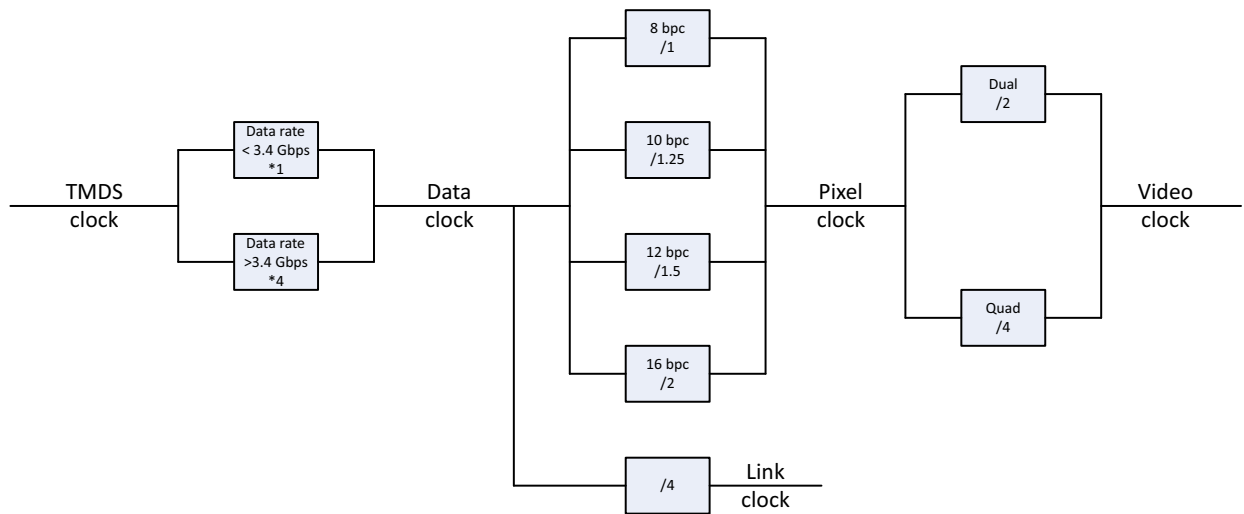 TMDS
clock
Data rate
< 3.4 Gbps
*1
Data rate
>3.4 Gbps
*4
Data
clock
8 bpc
/1
10 bpc
/1.25
12 bpc
/1.5
16 bpc
/2
/4
Link
clock
Pixel
clock
Dual
/2
Quad
/4
Video
clock